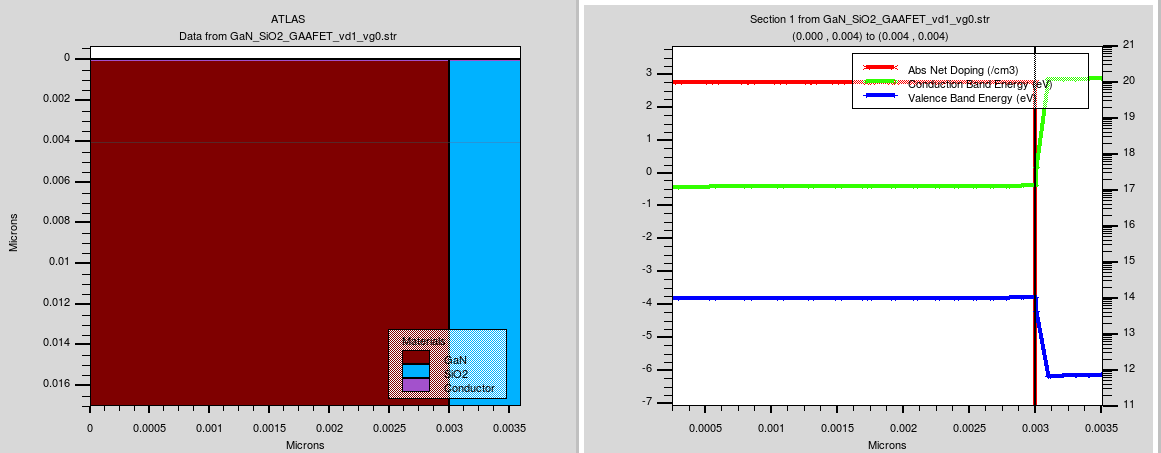 ATLAS
Data from GaN_SiO2_GAAFET_vd1_vg0.str
0
0.002
0.004
0.006
0.008
0.01
0.012
0.014
0.016
Microns
Materials
GaN
SiO2
Conductor
0 0.0005 0.001 0.0015 0.002 0.0025 0.003 0.0035
Microns
Section 1 from GaN_SiO2_GAAFET_vd1_vg0.str
(0.000 , 0.004) to (0.004 , 0.004)
Abs Net Doping (/cm3)
Conduction Band Energy (eV)
Valence Band Energy (eV)
3
2
1
0
-1
-2
-3
-4
-5
-6
-7
21
20
19
18
17
16
15
14
13
12
11
0.0005 0.001 0.0015 0.002 0.0025 0.003 0.0035
Microns